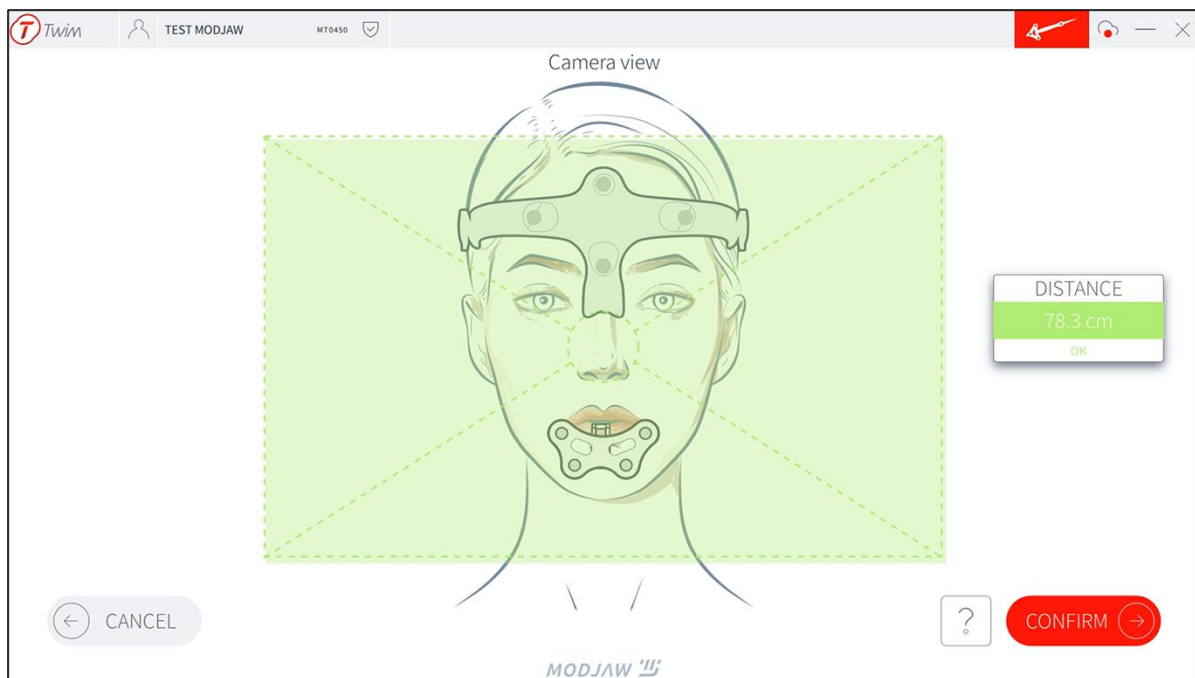 Twim
TEST MODJAW
MT0450
Camera view
DISTANCE
78.3 cm
OK
CANCEL
?
CONFIRM
MODJAW